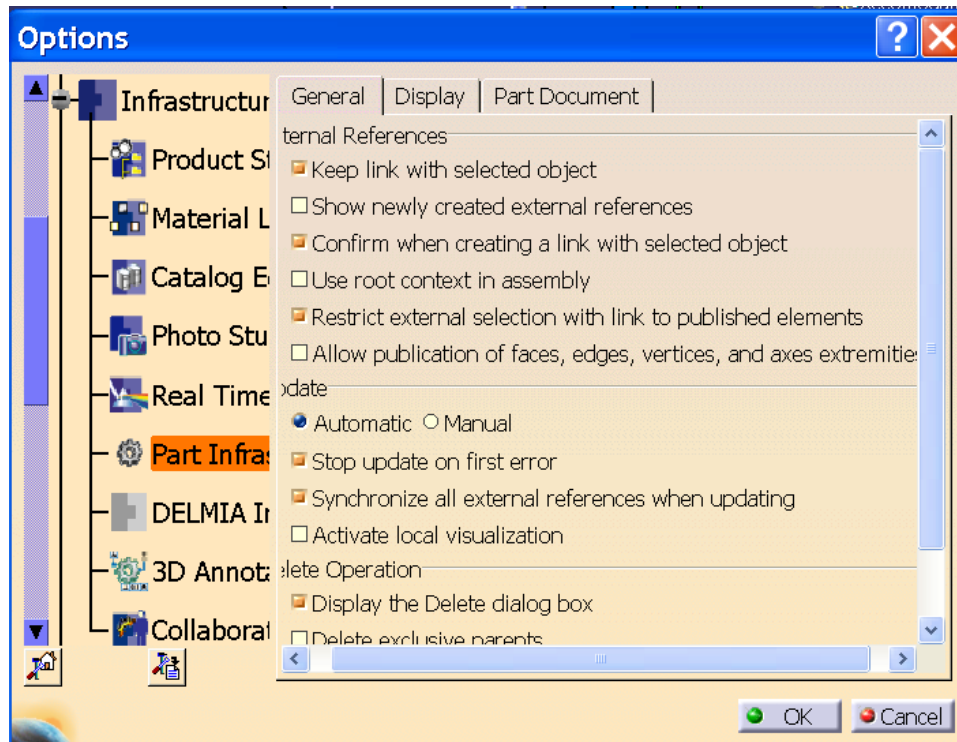 Options
Infrastructur
Product St
Material L
Catalog E
Photo Stu
Real Time
Part Infras
DELMIA In
3D Annota
Collaborat
General Display Part Document
ternal References
Keep link with selected object
Show newly created external references
Confirm when creating a link with selected object
Use root context in assembly
Restrict external selection with link to published elements
Allow publication of faces, edges, vertices, and axes extremities
pdate
Automatic Manual
Stop update on first error
Synchronize all external references when updating
Activate local visualization
elete Operation
Display the Delete dialog box
Delete exclusive parents
OK Cancel